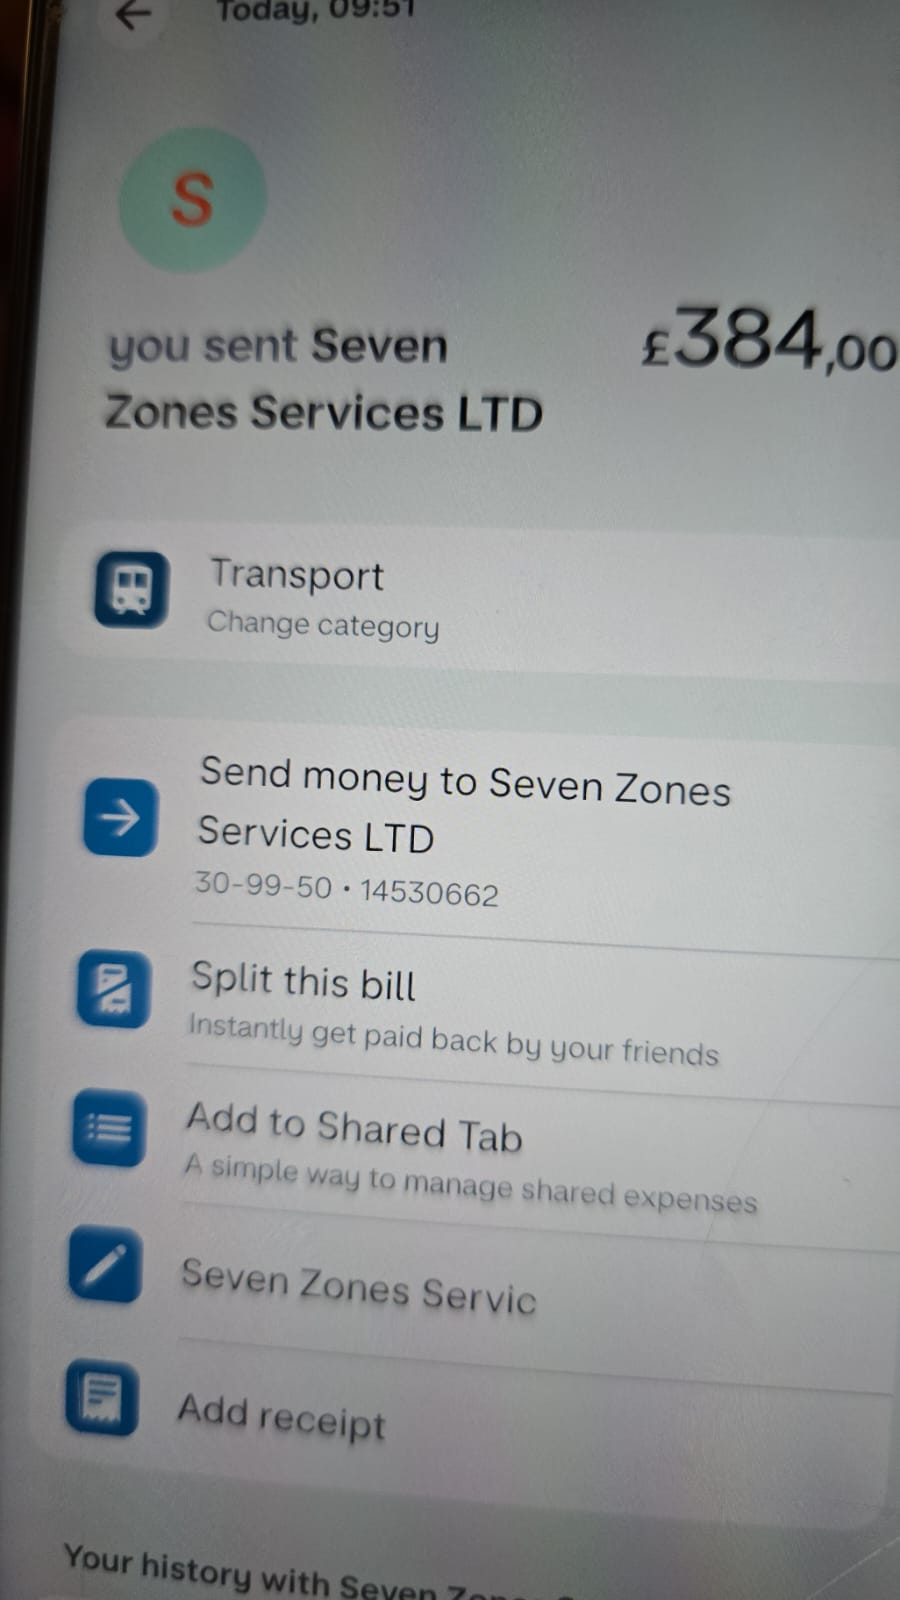 Today, 09:51
S
you sent Seven
Zones Services LTD
£384,00
Transport
Change category
Send money to Seven Zones
Services LTD
30-99-50 • 14530662
Split this bill
Instantly get paid back by your friends
Add to Shared Tab
A simple way to manage shared expenses
Seven Zones Servic
Add receipt
Your history with Seven